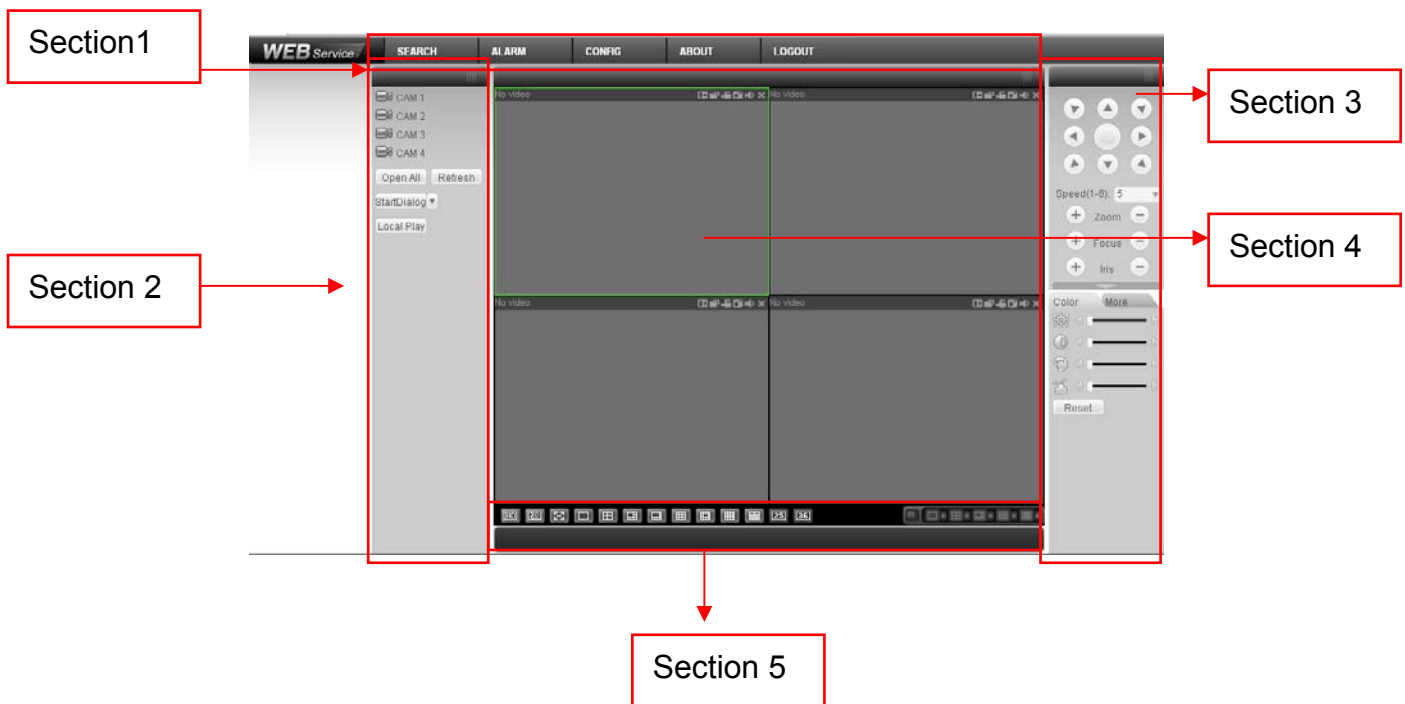 Section1
WEB Service
SEARCH ALARM CONFIG ABOUT LOGOUT
CAM 1
CAM 2
CAM 3
CAM 4
Open All Refresh
StartDialog
Local Play
No video
No video
No video
No video
Section 2
Section 3
Speed(1-8): 5
Zoom
Focus
Iris
Color More
Reset
Section 4
25 36
Section 5